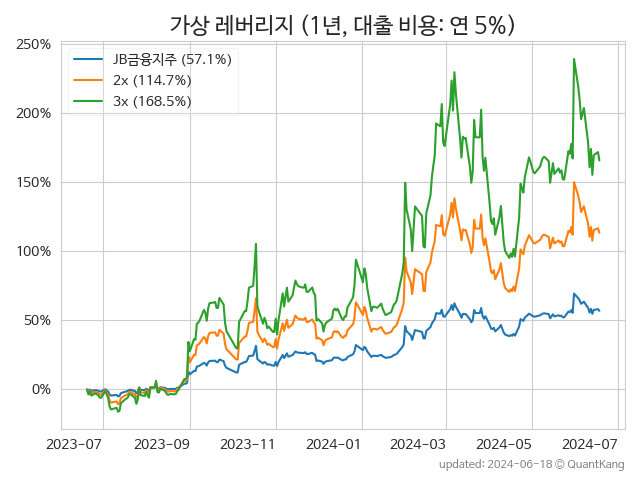 가상 레버리지 (1년, 대출 비용: 연 5%)
250%
200%
150%
100%
50%
0%
JB금융지주 (57.1%)
2x (114.7%)
3x (168.5%)
2023-07 2023-09 2023-11 2024-01 2024-03 2024-05 2024-07
updated: 2024-06-18 © QuantKang